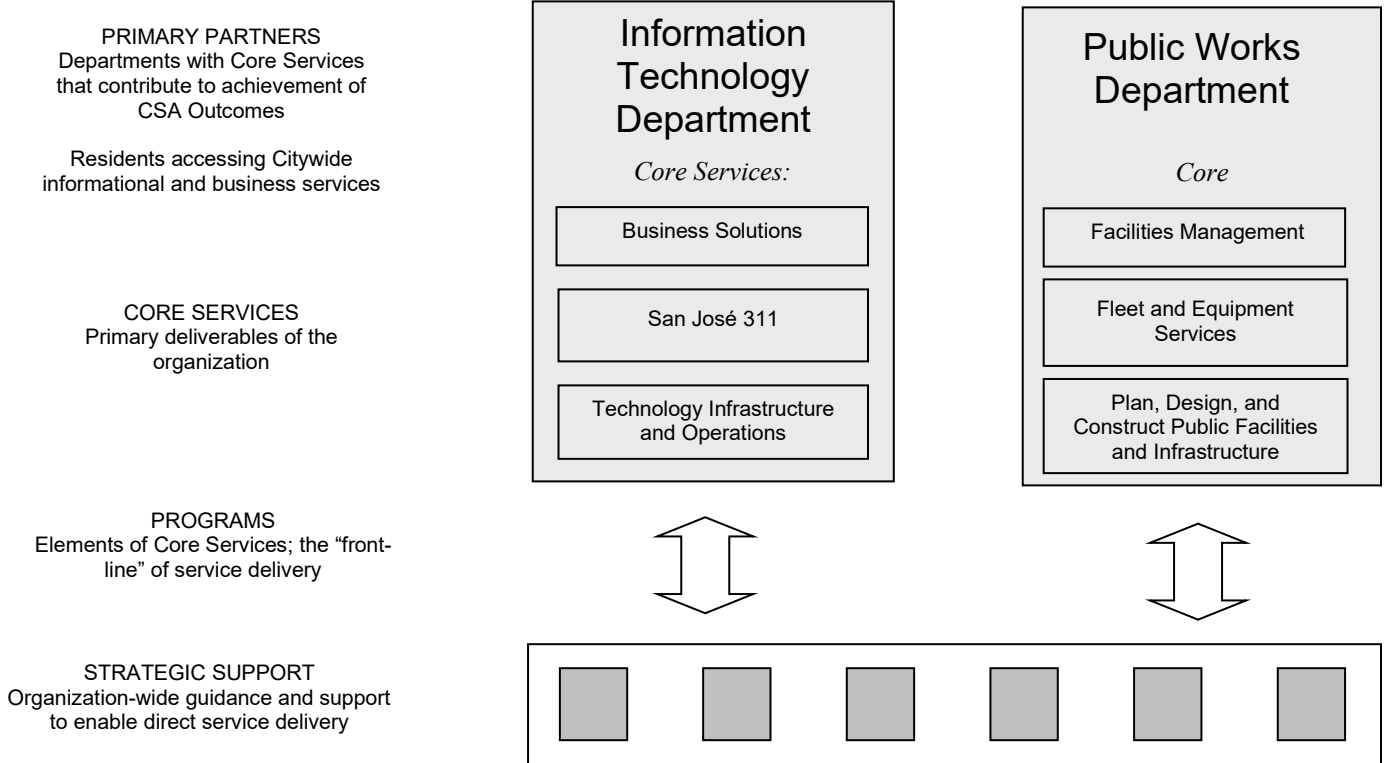 PRIMARY PARTNERS
Departments with Core Services
that contribute to achievement of
CSA Outcomes
Residents accessing Citywide
informational and business services
CORE SERVICES
Primary deliverables of the
organization
PROGRAMS
Elements of Core Services; the “front-
line” of service delivery
STRATEGIC SUPPORT
Organization-wide guidance and support
to enable direct service delivery
Information
Technology
Department
Core Services:
Business Solutions
San José 311
Technology Infrastructure
and Operations
Public Works
Department
Core
Facilities Management
Fleet and Equipment
Services
Plan, Design, and
Construct Public Facilities
and Infrastructure